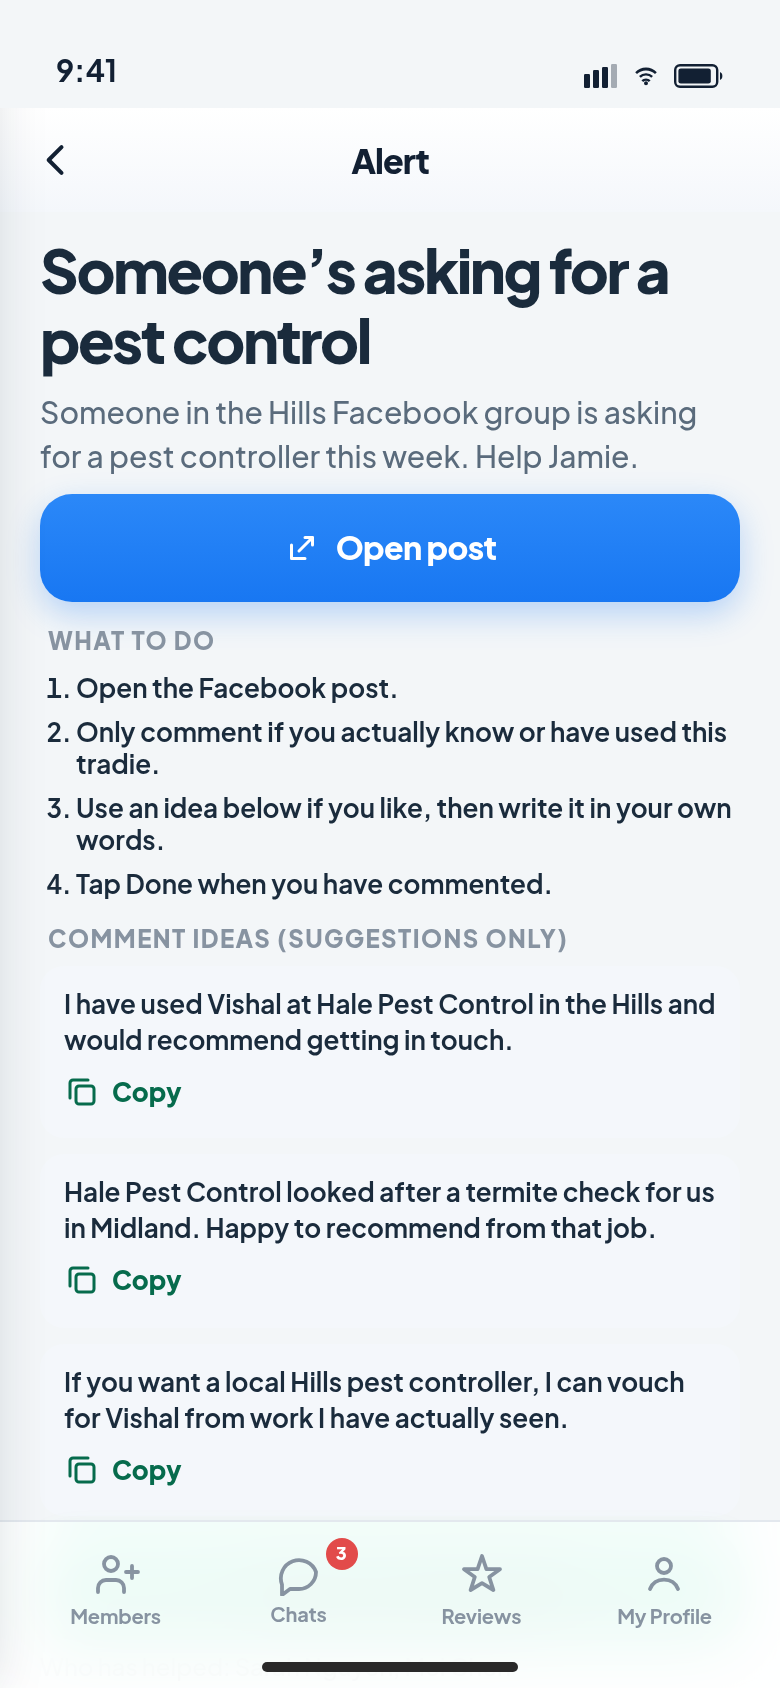 9:41
Alert
Someone’s asking for a
pest control
Someone in the Hills Facebook group is asking
for a pest controller this week. Help Jamie.
Open post
WHAT TO DO
1. Open the Facebook post.
2. Only comment if you actually know or have used this
tradie.
3. Use an idea below if you like, then write it in your own
words.
4. Tap Done when you have commented.
COMMENT IDEAS (SUGGESTIONS ONLY)
I have used Vishal at Hale Pest Control in the Hills and
would recommend getting in touch.
Copy
Hale Pest Control looked after a termite check for us
in Midland. Happy to recommend from that job.
Copy
If you want a local Hills pest controller, I can vouch
for Vishal from work I have actually seen.
Copy
3
Members
Chats
Reviews
My Profile